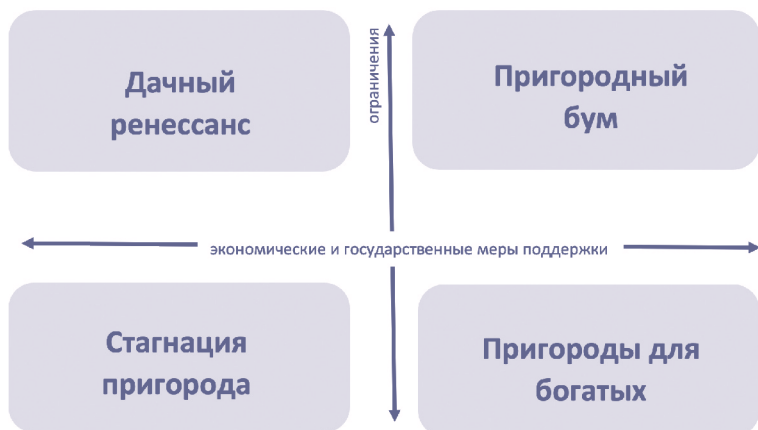 Дачный
ренессанс
ограничения
Пригородный
бум
экономические и государственные меры поддержки
Стагнация
пригорода
Пригороды для
богатых